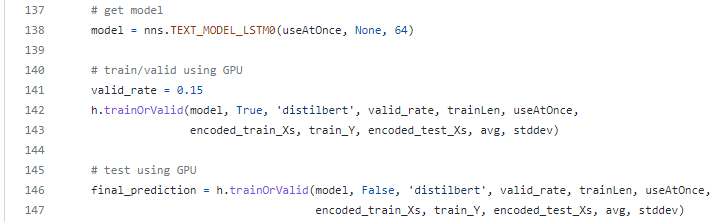 137 # get model
138 model = nns.TEXT_MODEL_LSTM0(useAtOnce, None, 64)
139
140 # train/valid using GPU
141 valid_rate = 0.15
142 h.trainOrValid(model, True, 'distilbert', valid_rate, trainLen, useAtOnce,
143 encoded_train_Xs, train_Y, encoded_test_Xs, avg, stddev)
144
145 # test using GPU
146 final_prediction = h.trainOrValid(model, False, 'distilbert', valid_rate, trainLen, useAtOnce,
147 encoded_train_Xs, train_Y, encoded_test_Xs, avg, stddev)